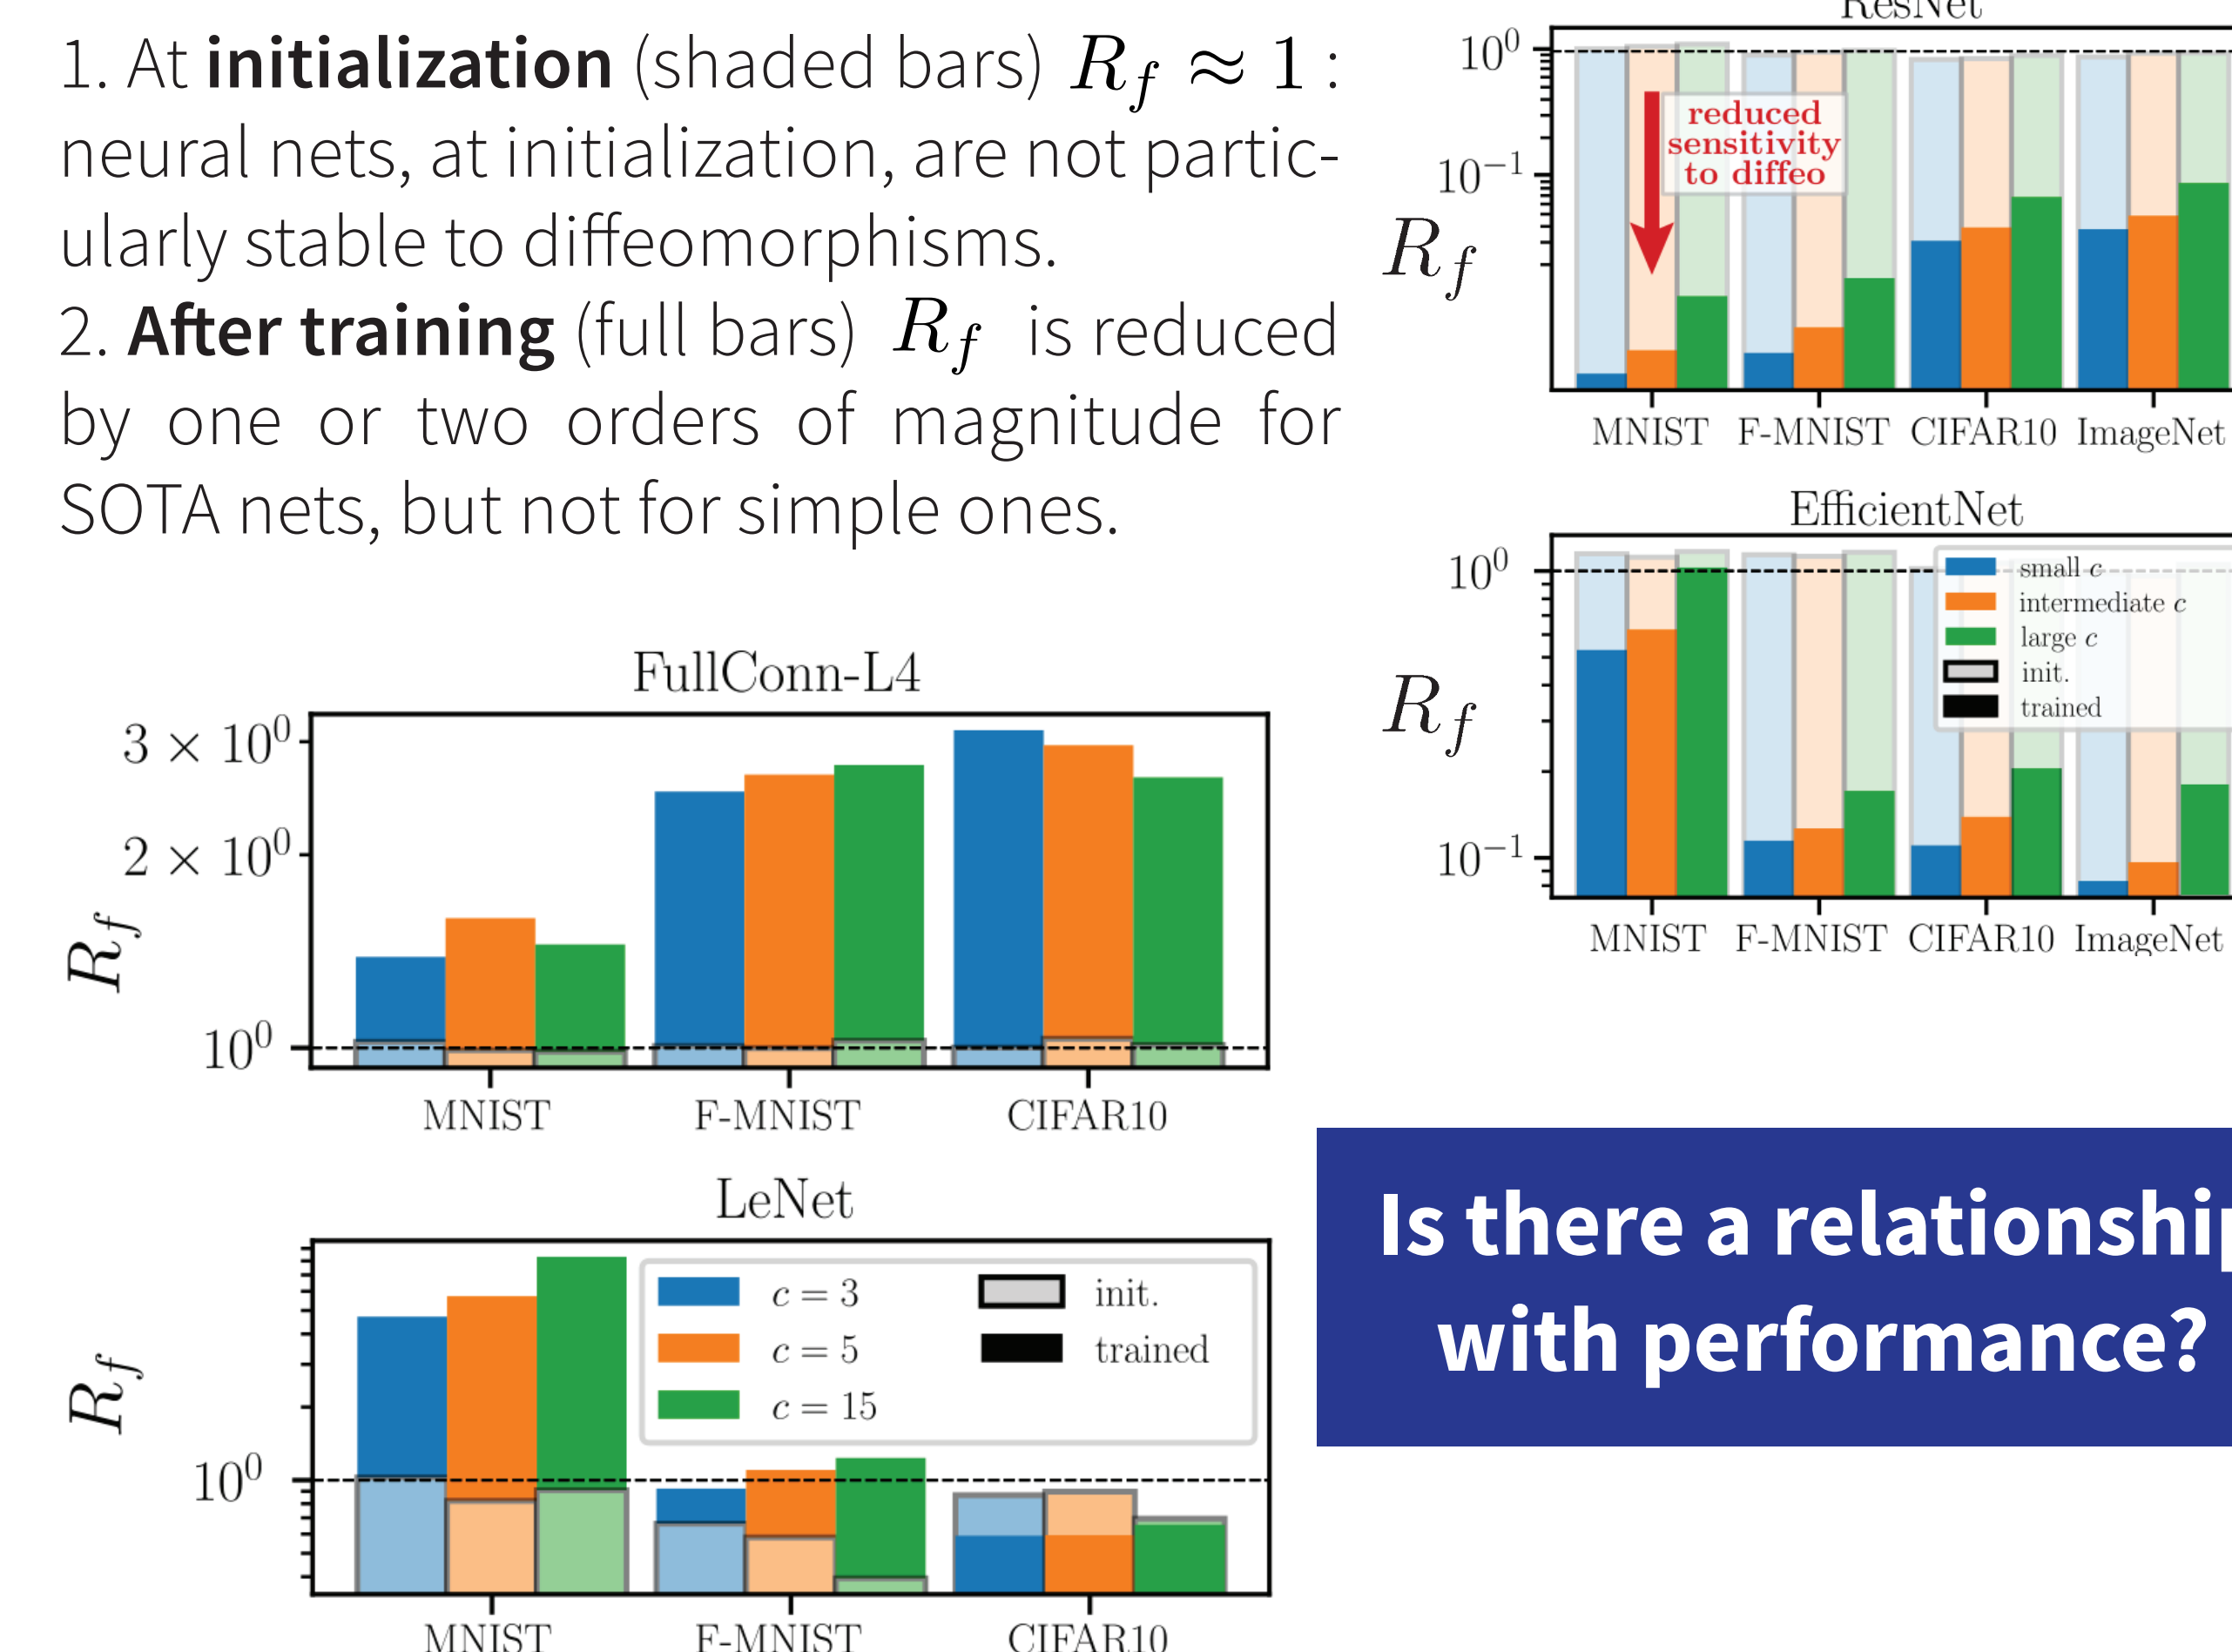 1. At initialization (shaded bars) R_f ≈ 1 :
neural nets, at initialization, are not partic-
ularly stable to diffeomorphisms.
2. After training (full bars) R_f is reduced
by one or two orders of magnitude for
SOTA nets, but not for simple ones.
FullConn-L4
3 × 10^0
2 × 10^0
10^0
R_f
MNIST F-MNIST CIFAR10
LeNet
R_f
10^0
c = 3
c = 5
c = 15
init.
trained
MNIST F-MNIST CIFAR10
ResNet
10^0
10^−1
R_f
reduced
sensitivity
to diffeo
MNIST F-MNIST CIFAR10 ImageNet
EfficientNet
10^0
10^−1
R_f
small c
intermediate c
large c
init.
trained
MNIST F-MNIST CIFAR10 ImageNet
Is there a relationship
with performance?